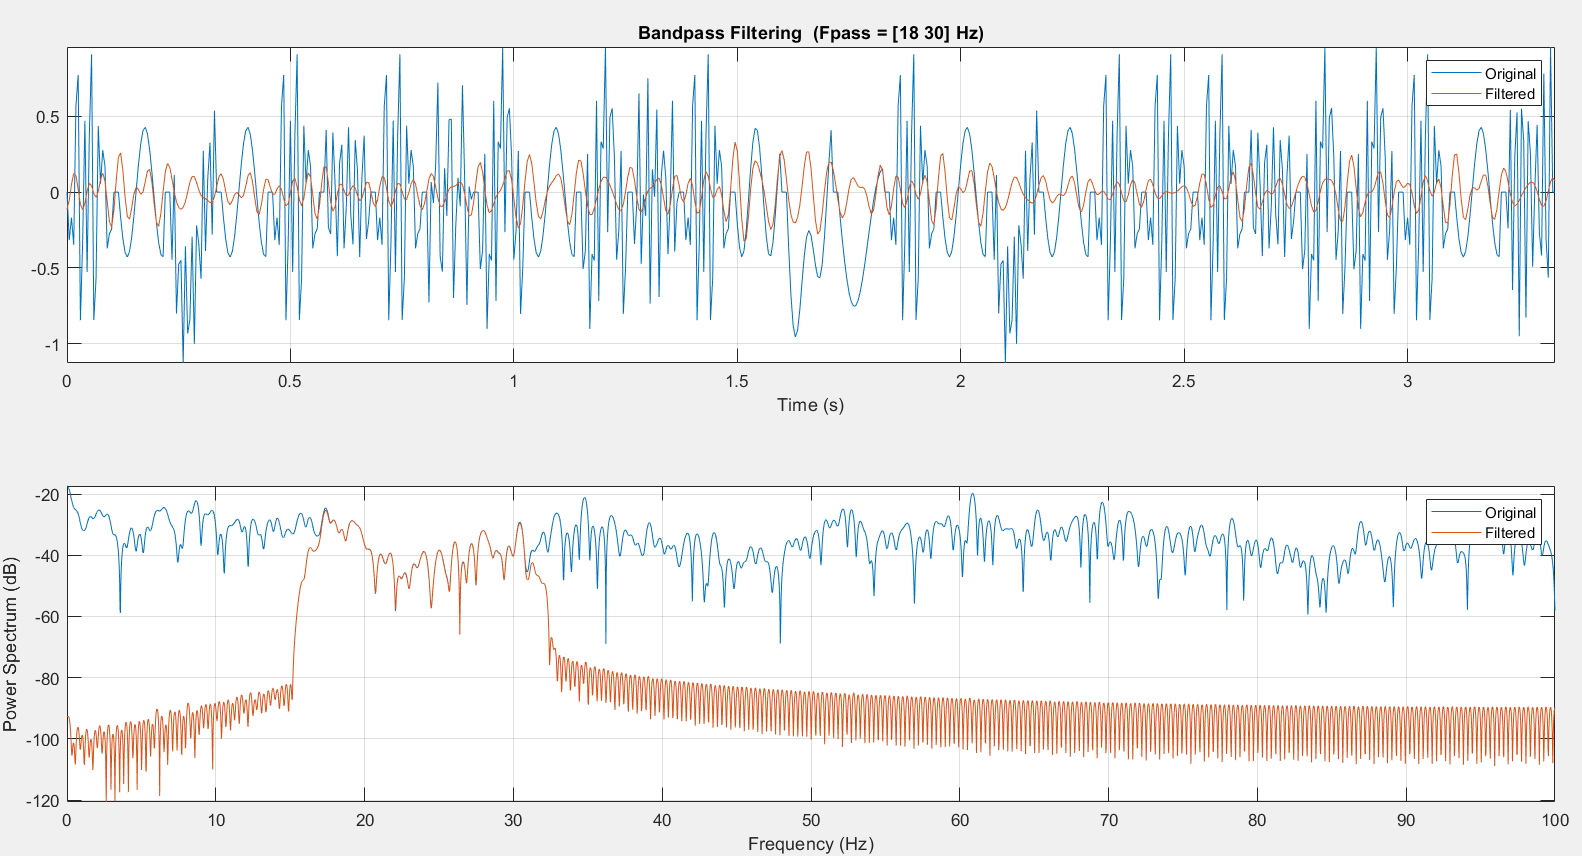 Bandpass Filtering  (Fpass = [18 30] Hz)
Original
Filtered
0.5
0
-0.5
-1
0 0.5 1 1.5 2 2.5 3
Time (s)
Original
Filtered
Power Spectrum (dB)
-20
-40
-60
-80
-100
-120
0 10 20 30 40 50 60 70 80 90 100
Frequency (Hz)